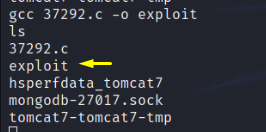 gcc 37292.c -o exploit
ls
37292.c
exploit
hsperfdata_tomcat7
mongodb-27017.sock
tomcat7-tomcat7-tmp